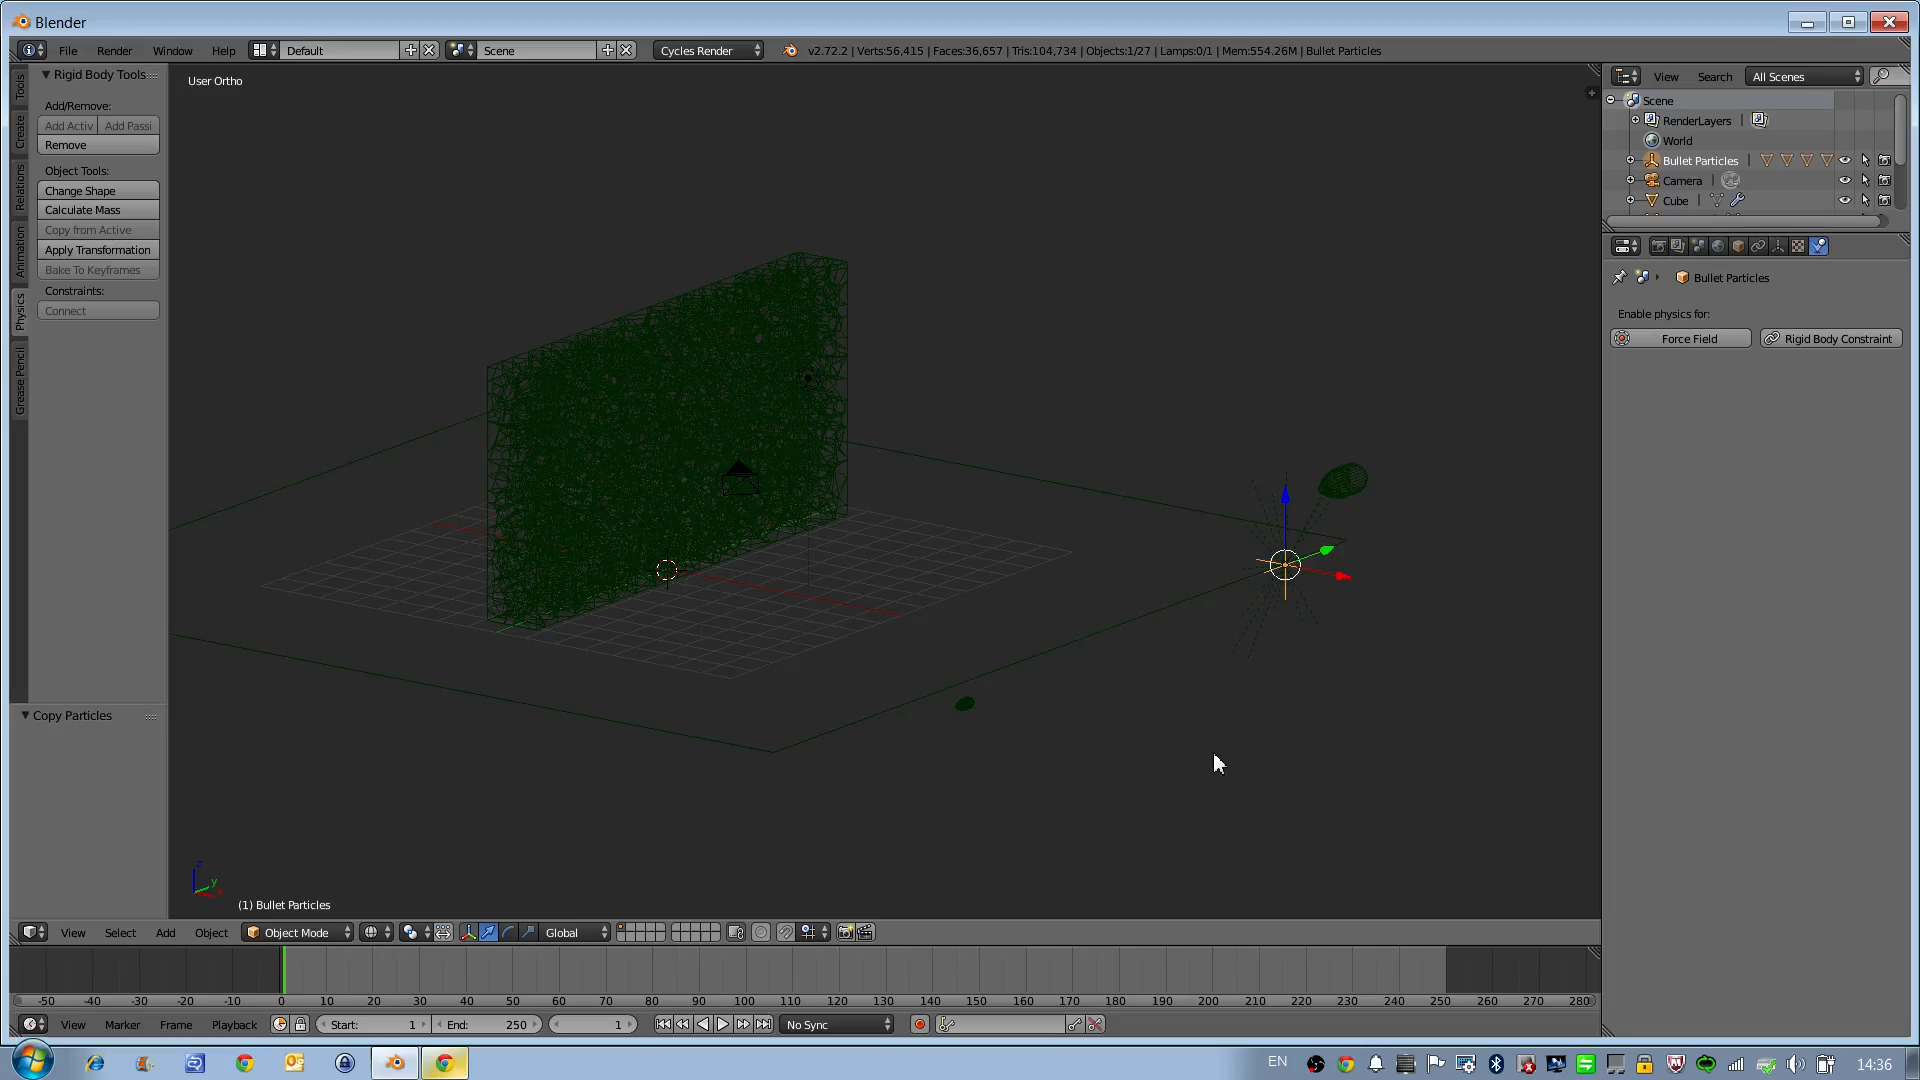 Blender
File Render Window Help Default Scene Cycles Render v2.72.2 | Verts:56,415 | Faces:36,657 | Tris:104,734 | Objects:1/27 | Lamps:0/1 | Mem:554.26M | Bullet Particles
Tools
Create
Relations
Animation
Physics
Grease Pencil
Rigid Body Tools
Add/Remove:
Add Activ Add Passi
Remove
Object Tools:
Change Shape
Calculate Mass
Copy from Active
Apply Transformation
Bake To Keyframes
Constraints:
Connect
Copy Particles
User Ortho
z
y
x
(1) Bullet Particles
View Search All Scenes
Scene
RenderLayers |
World
Bullet Particles |
Camera |
Cube |
Bullet Particles
Enable physics for:
Force Field Rigid Body Constraint
View Select Add Object Object Mode Global
-50 -40 -30 -20 -10 0 10 20 30 40 50 60 70 80 90 100 110 120 130 140 150 160 170 180 190 200 210 220 230 240 250 260 270 280
View Marker Frame Playback Start: 1 End: 250 1 No Sync
EN 14:36